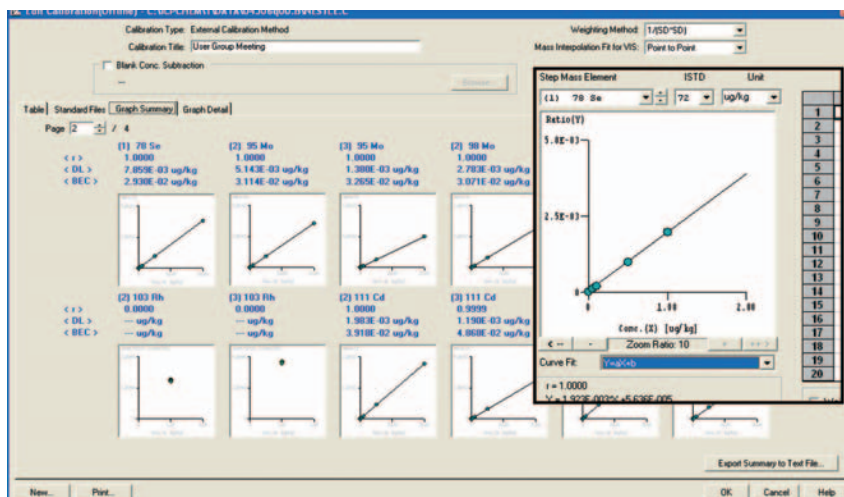 Calibration Type: External Calibration Method
Calibration Title: User Group Meeting
Weighting Method: 1/(SD*SD)
Mass Interpolation Fit for VIS: Point to Point
Blank Conc. Subtraction
---
Table Standard Files Graph Summary Graph Detail
Page 2 / 4
(1) 78 Se (2) 95 Mo (3) 95 Mo (2) 98 Mo
< r > 1.0000 1.0000 1.0000 1.0000
< DL > 7.059E-03 ug/kg 5.143E-03 ug/kg 1.380E-03 ug/kg 2.703E-03 ug/kg
< BEC > 2.930E-02 ug/kg 3.114E-02 ug/kg 3.265E-02 ug/kg 3.071E-02 ug/kg
(2) 103 Rh (3) 103 Rh (2) 111 Cd (3) 111 Cd
< r > 0.0000 0.0000 1.0000 0.9999
< DL > --- ug/kg --- ug/kg 1.903E-03 ug/kg 1.190E-03 ug/kg
< BEC > --- ug/kg --- ug/kg 3.918E-02 ug/kg 4.868E-02 ug/kg
Step Mass Element ISTD Unit
(1) 78 Se 72 ug/kg
Ratio(Y)
5.0E-03
2.5E-03
0
0 1.00 2.00
Conc.(X) [ug/kg]
< -- - Zoom Ratio: 10
Curve Fit: Y=aX+b
r = 1.0000
Y = 1.923E-003*X +5.636E-005
1
2
3
4
5
6
7
8
9
10
11
12
13
14
15
16
17
18
19
20
Export Summary to Text File...
New... Print... OK Cancel Help